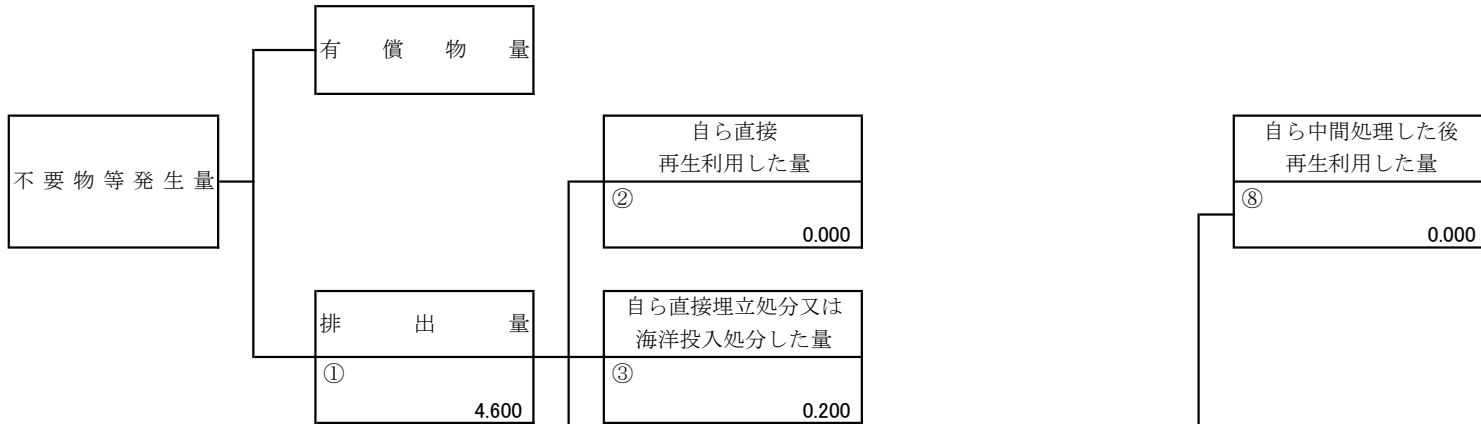 有償物量
自ら直接
再生利用した量
②
0.000
自ら中間処理した後
再生利用した量
⑧
0.000
不要物等発生量
排出量
①
4.600
自ら直接埋立処分又は
海洋投入処分した量
③
0.200